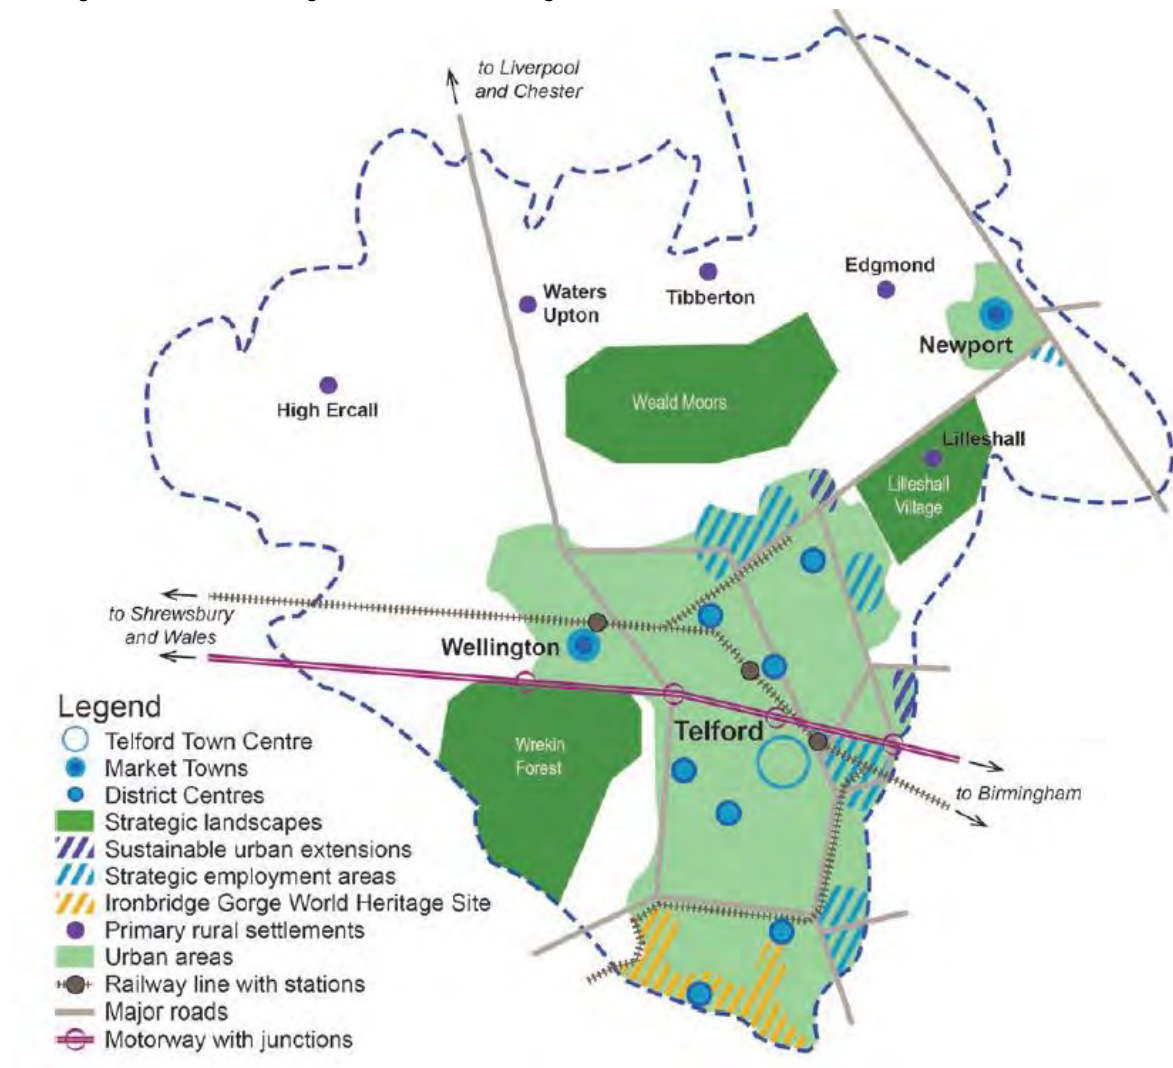 to Liverpool
and Chester
Edgmond
Waters
Upton
Tibberton
Newport
High Ercall
Weald Moors
Lilleshall
Lilleshall
Village
to Shrewsbury
and Wales
Wellington
Telford
Wrekin
Forest
to Birmingham
Legend
Telford Town Centre
Market Towns
District Centres
Strategic landscapes
Sustainable urban extensions
Strategic employment areas
Ironbridge Gorge World Heritage Site
Primary rural settlements
Urban areas
Railway line with stations
Major roads
Motorway with junctions